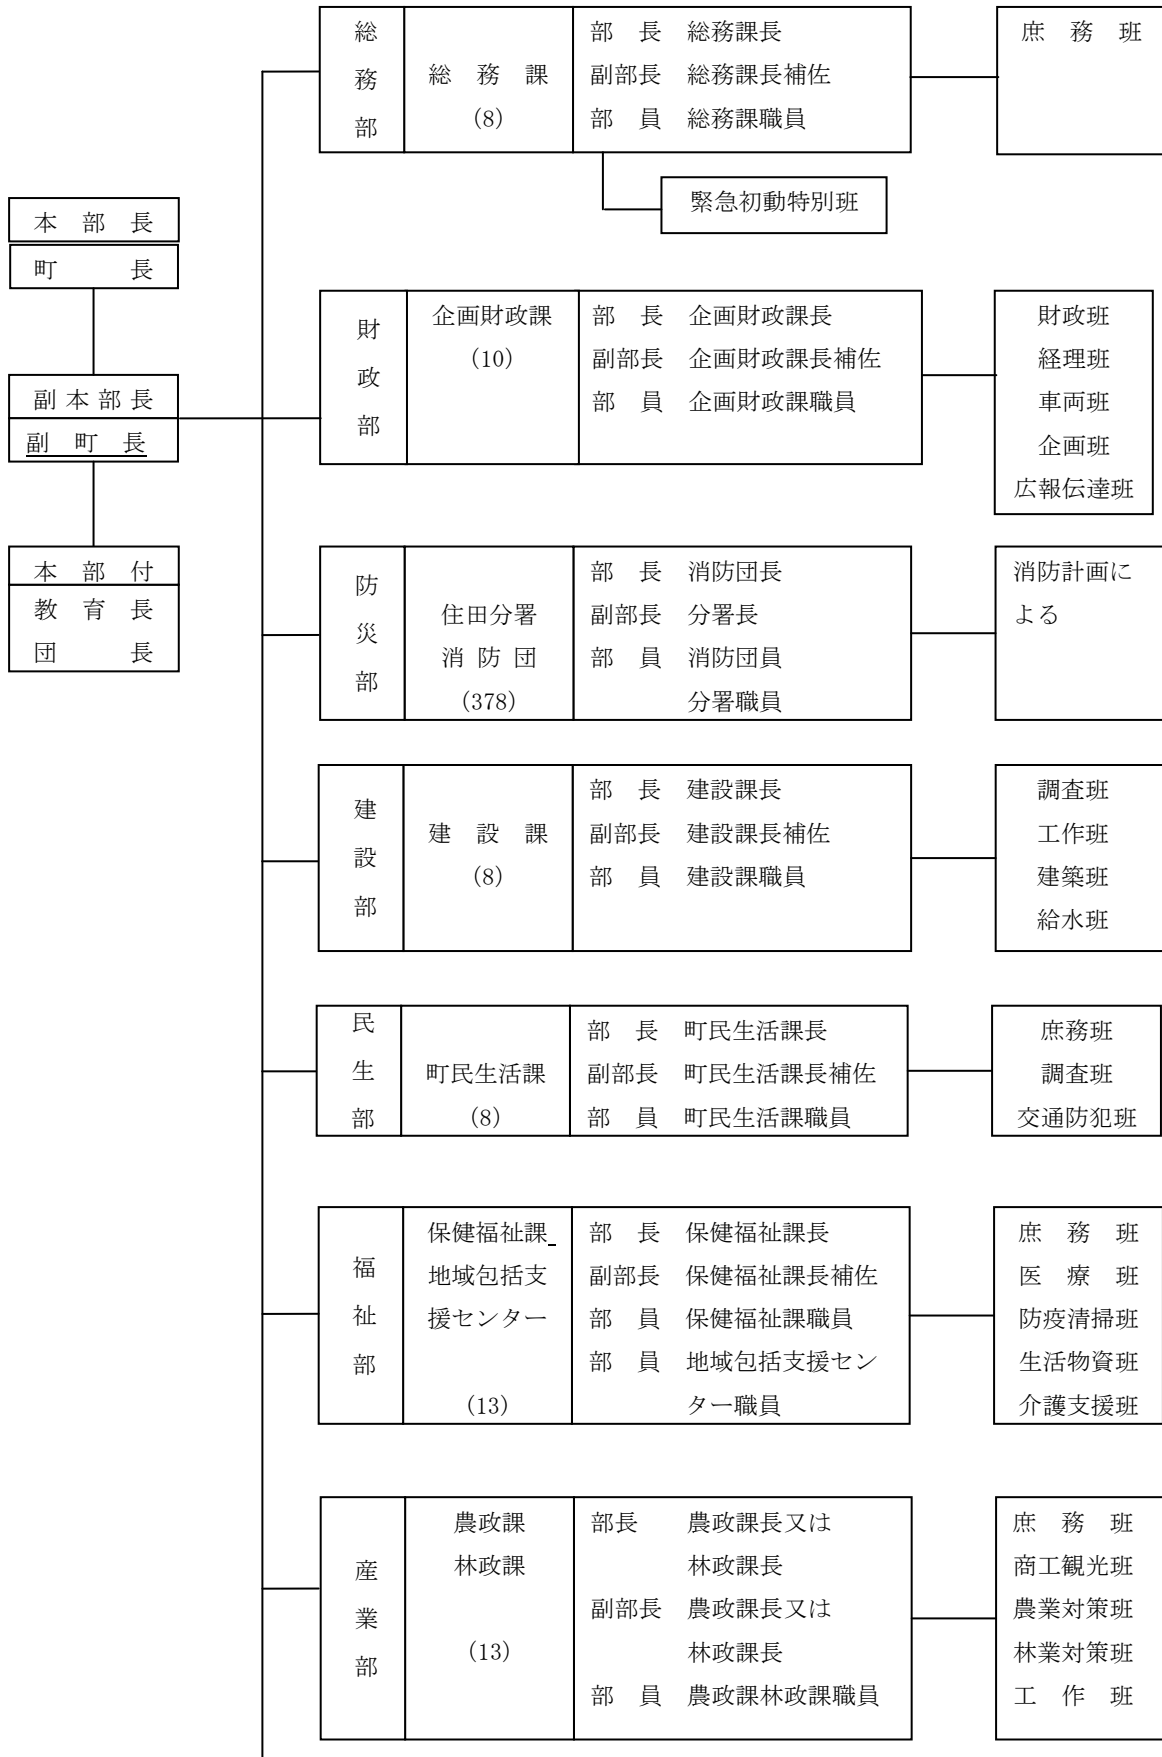 本　部　長
町　　　長
副 本 部 長
副　町　長
本　部　付
教　育　長
団　　　長
総務部
総　務　課
(8)
部　長　総務課長
副部長　総務課長補佐
部　員　総務課職員
庶　務　班
緊急初動特別班
財政部
企画財政課
(10)
部　長　企画財政課長
副部長　企画財政課長補佐
部　員　企画財政課職員
財政班
経理班
車両班
企画班
広報伝達班
防災部
住田分署
消 防 団
(378)
部　長　消防団長
副部長　分署長
部　員　消防団員
分署職員
消防計画に
よる
建設部
建　設　課
(8)
部　長　建設課長
副部長　建設課長補佐
部　員　建設課職員
調査班
工作班
建築班
給水班
民生部
町民生活課
(8)
部　長　町民生活課長
副部長　町民生活課長補佐
部　員　町民生活課職員
庶務班
調査班
交通防犯班
福祉部
保健福祉課
地域包括支
援センター
(13)
部　長　保健福祉課長
副部長　保健福祉課長補佐
部　員　保健福祉課職員
部　員　地域包括支援セン
ター職員
庶　務　班
医　療　班
防疫清掃班
生活物資班
介護支援班
産業部
農政課
林政課
(13)
部長　　農政課長又は
林政課長
副部長　農政課長又は
林政課長
部　員　農政課林政課職員
庶　務　班
商工観光班
農業対策班
林業対策班
工　作　班